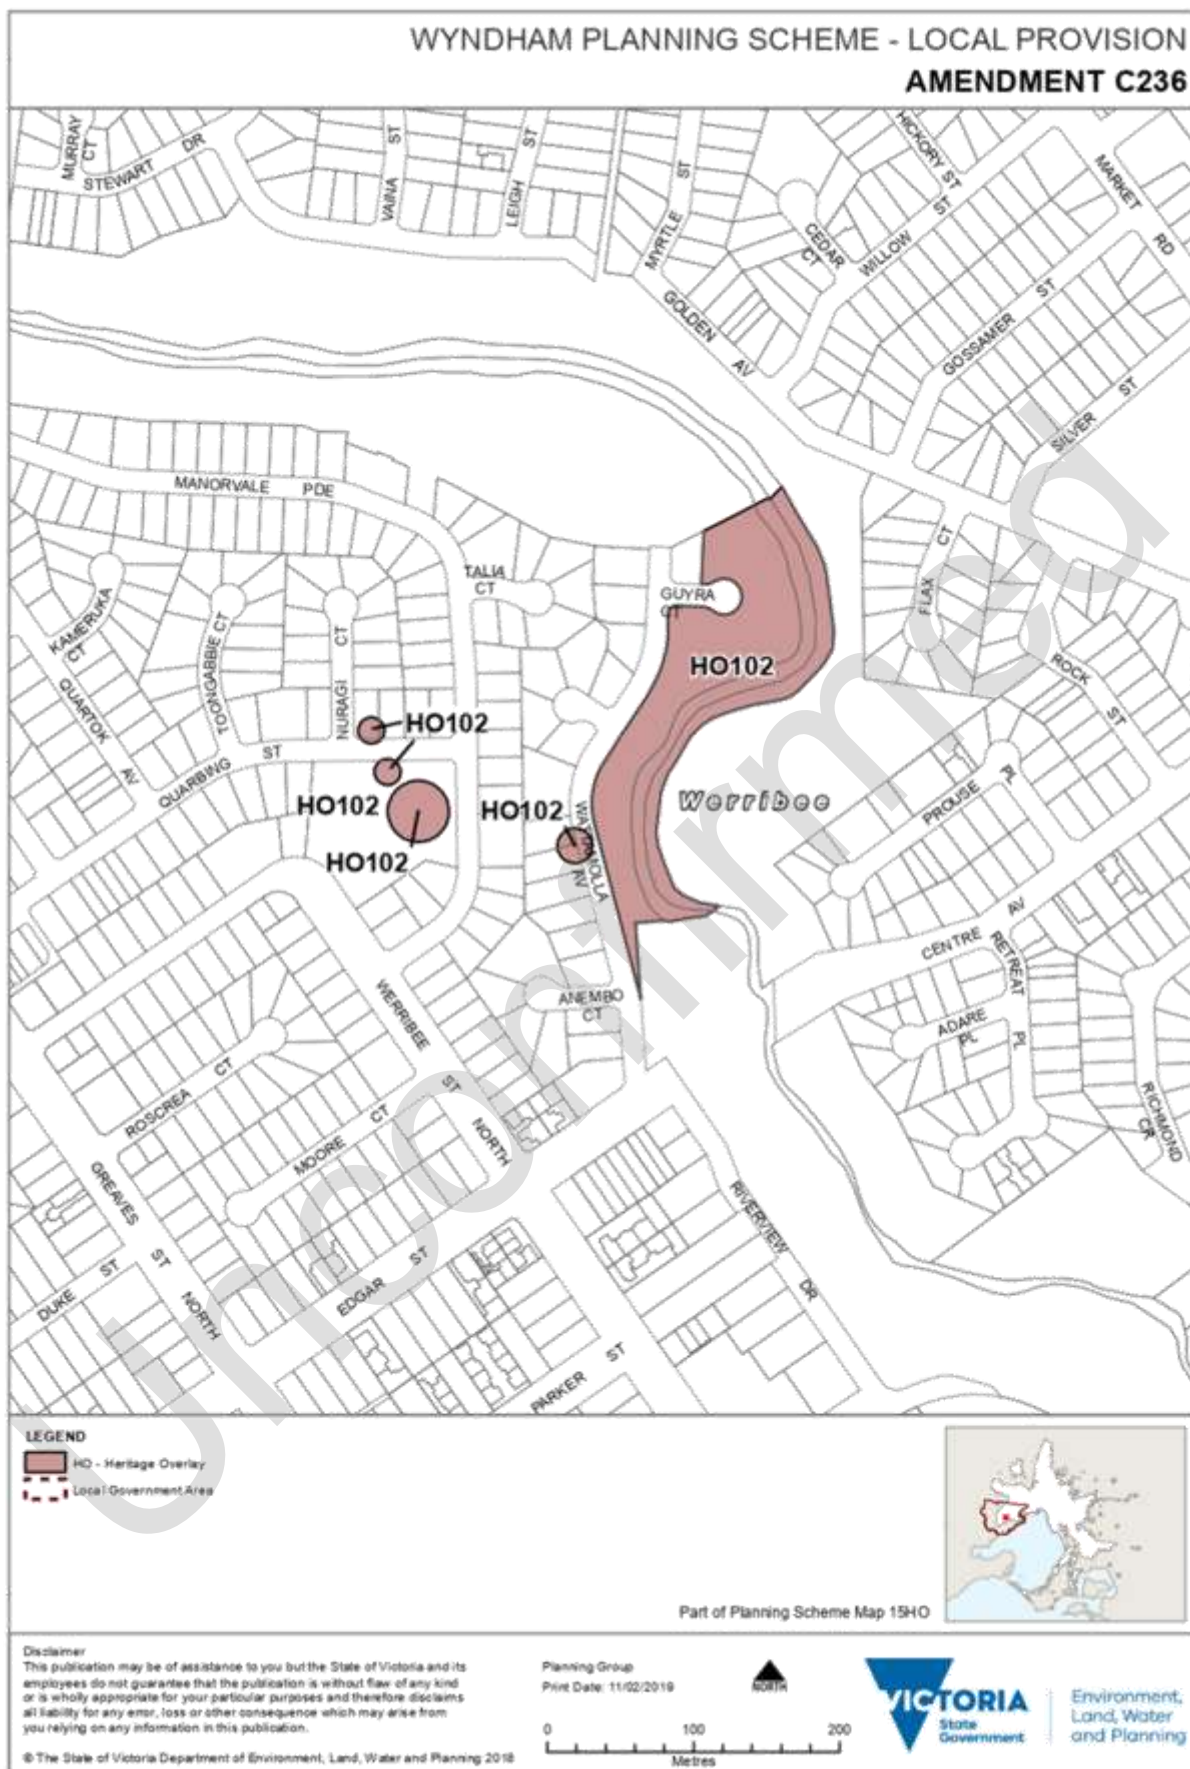 WYNDHAM PLANNING SCHEME - LOCAL PROVISION
AMENDMENT C236
MURRAY CT
STEWART DR
VAINA ST
LEIGH ST
MYRTLE ST
HICKORY ST
MARKET RD
CEDAR CT
WILLOW ST
GOLDEN AV
GOSSAMER ST
SILVER ST
MANORVALE PDE
TALIA CT
GUYRA CT
FLAX CT
KAMERUKA CT
TOONGABBIE CT
NURAGI CT
HO102
ROCK ST
QUARTOK AV
HO102
QUARBING ST
HO102
HO102
HO102
Werribee
PROUSE PL
AV
CENTRE AV
RETREAT PL
WERRIBEE ST NORTH
ANEMBO CT
ADARE PL
ROSCREA CT
MOORE CT
RICHMOND CR
GREAVES ST NORTH
RIVERVIEW DR
DUKE ST
EDGAR ST
PARKER ST
Unconfirmed
LEGEND
HO - Heritage Overlay
Local Government Area
Part of Planning Scheme Map 15HO
Disclaimer
This publication may be of assistance to you but the State of Victoria and its
employees do not guarantee that the publication is without flaw of any kind
or is wholly appropriate for your particular purposes and therefore disclaims
all liability for any error, loss or other consequence which may arise from
you relying on any information in this publication.
© The State of Victoria Department of Environment, Land, Water and Planning 2018
Planning Group
Print Date: 11/02/2019
NORTH
0 100 200
Metres
VICTORIA
State
Government
Environment,
Land, Water
and Planning